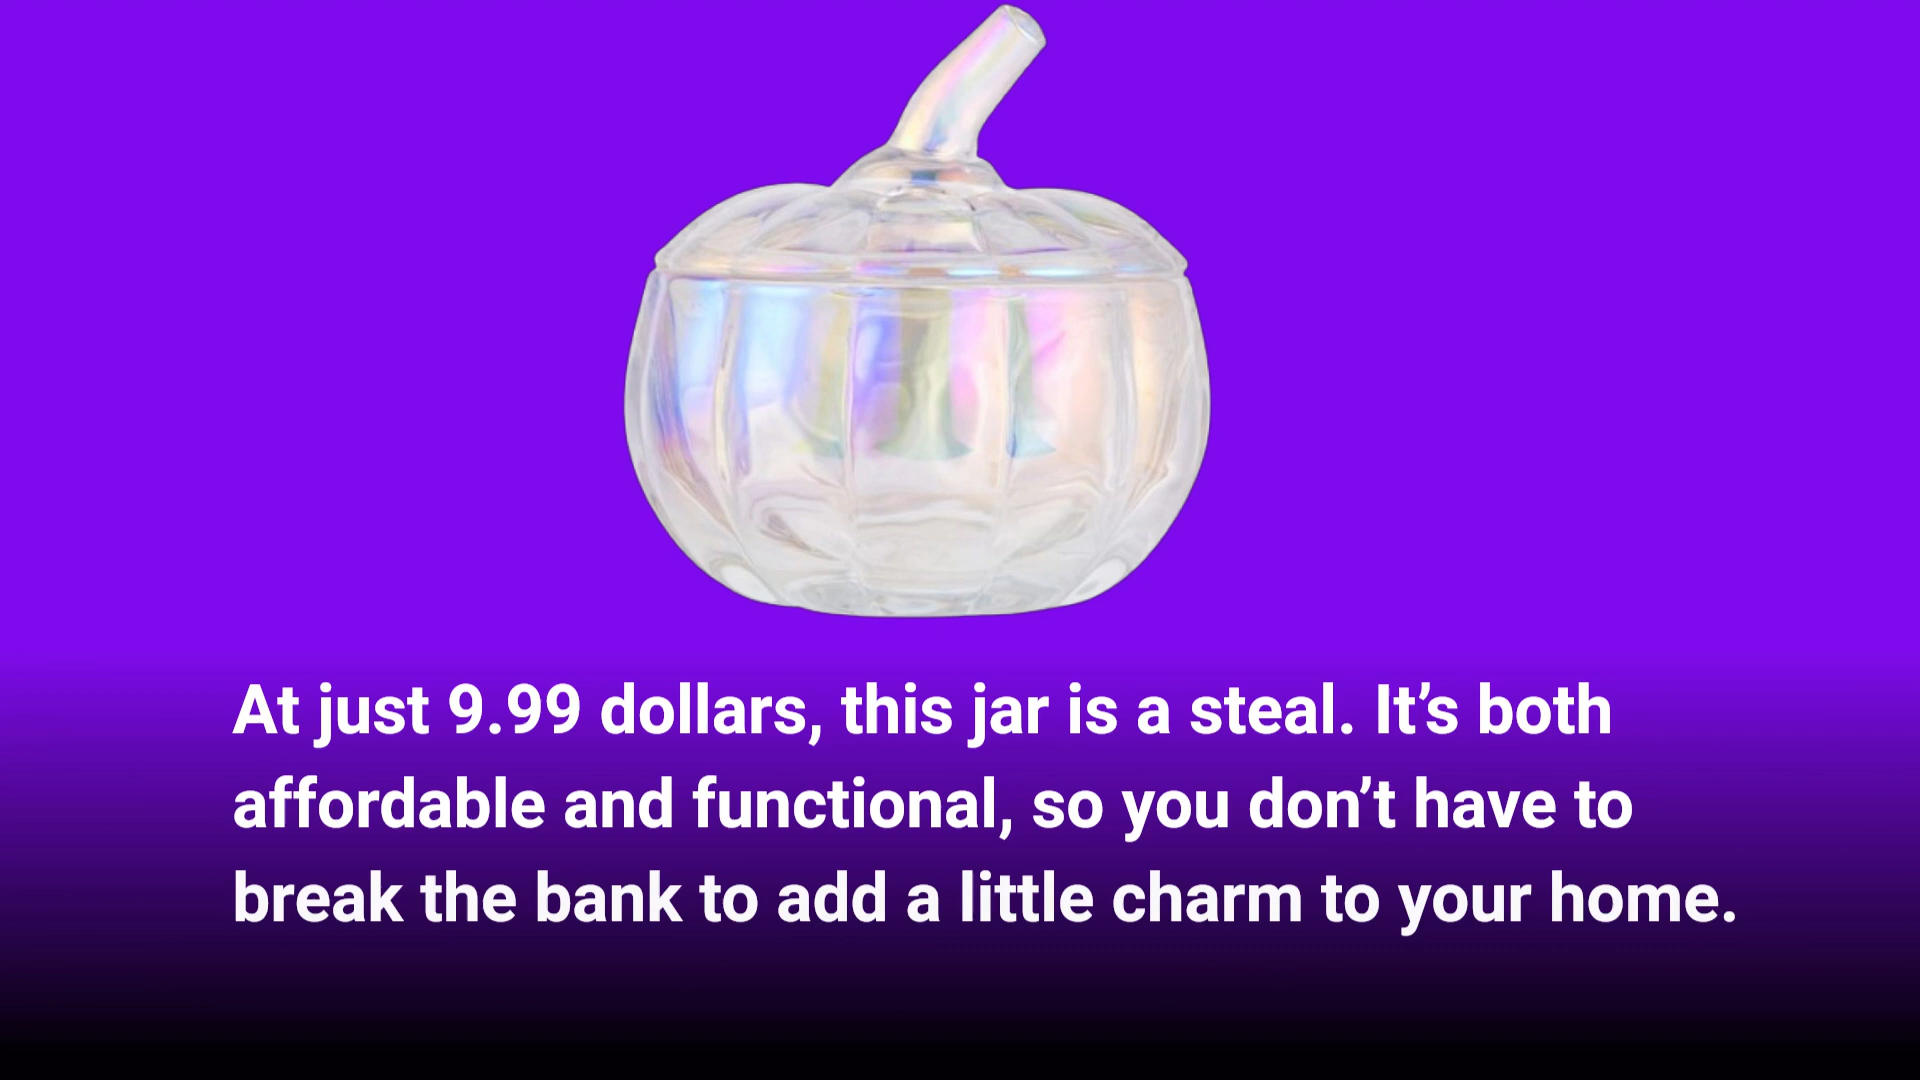 At just 9.99 dollars, this jar is a steal. It’s both
affordable and functional, so you don’t have to
break the bank to add a little charm to your home.